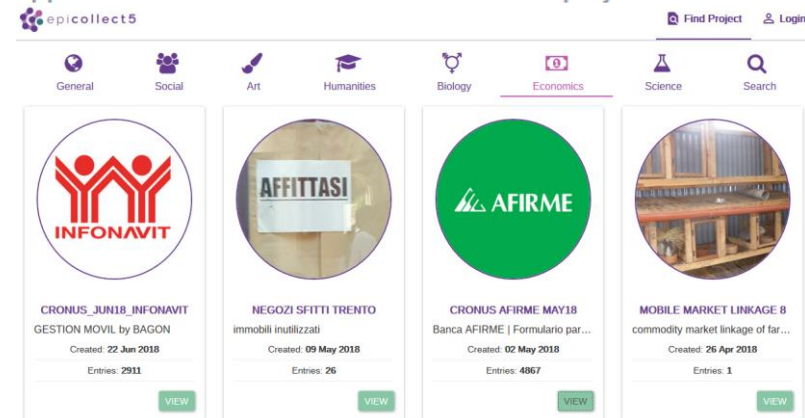 epicollect5
Find Project
Login
General
Social
Art
Humanities
Biology
Economics
Science
Search
INFONAVIT
CRONUS_JUN18_INFONAVIT
GESTION MOVIL by BAGON
Created: 22 Jun 2018
Entries: 2911
VIEW
AFFITTASI
NEGOZI SFITTI TRENTO
immobili inutilizzati
Created: 09 May 2018
Entries: 26
VIEW
AFIRME
CRONUS AFIRME MAY18
Banca AFIRME | Formulario par...
Created: 02 May 2018
Entries: 4867
VIEW
MOBILE MARKET LINKAGE 8
commodity market linkage of far...
Created: 26 Apr 2018
Entries: 1
VIEW